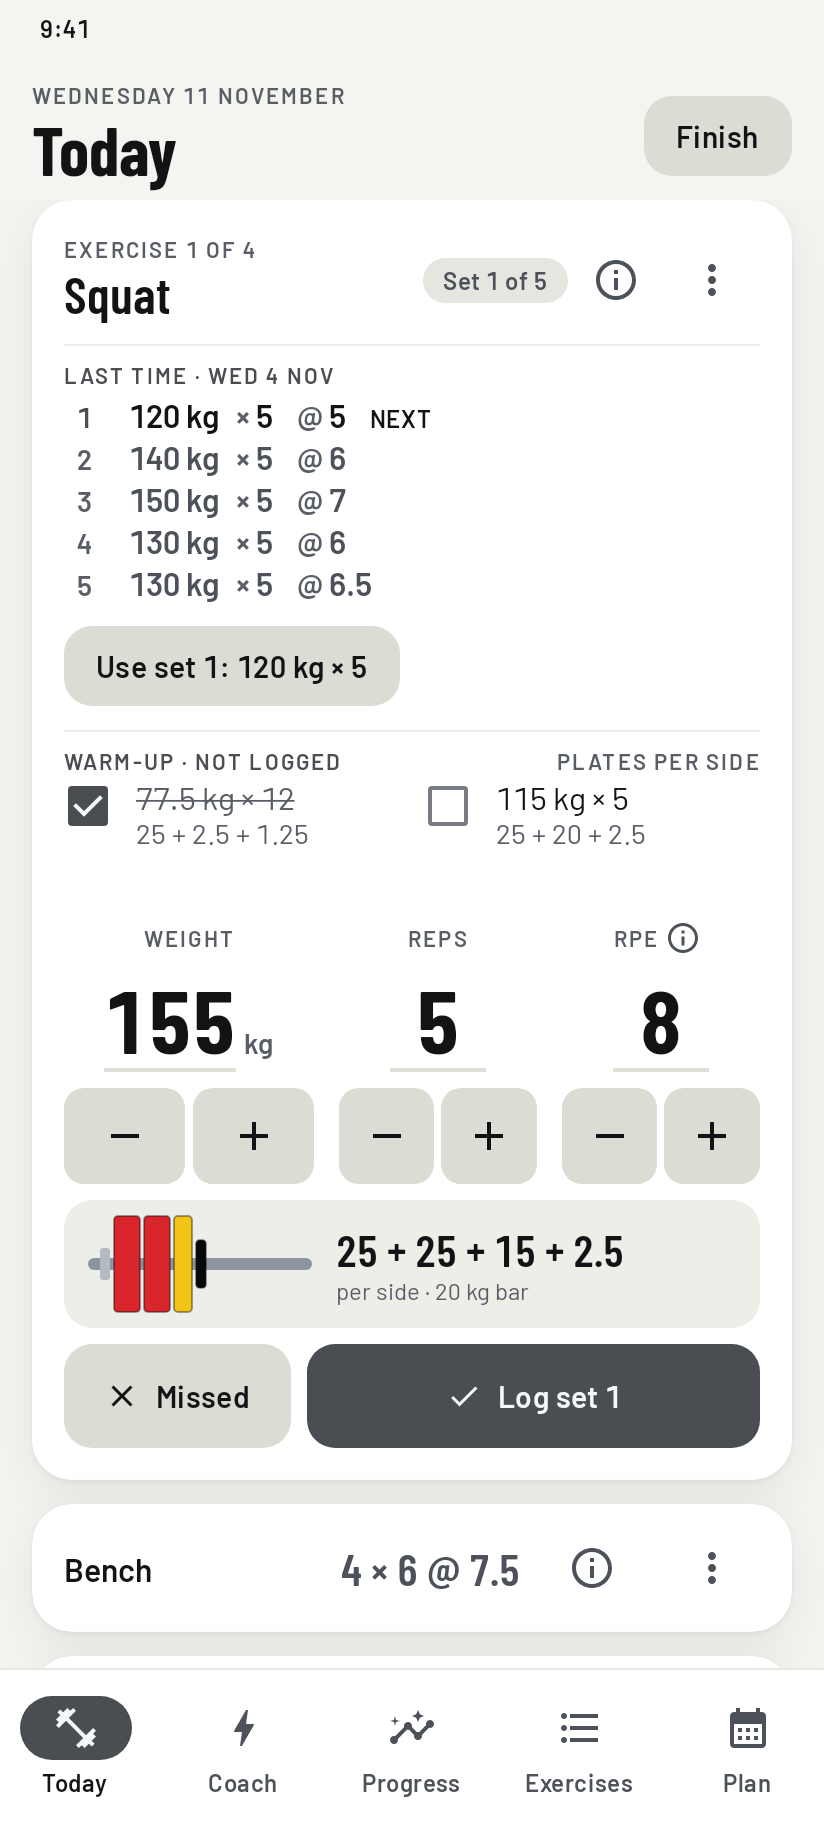 9:41
WEDNESDAY 11 NOVEMBER
Today
Finish
EXERCISE 1 OF 4
Squat
Set 1 of 5
LAST TIME · WED 4 NOV
1 120 kg × 5 @ 5 NEXT
2 140 kg × 5 @ 6
3 150 kg × 5 @ 7
4 130 kg × 5 @ 6
5 130 kg × 5 @ 6.5
Use set 1: 120 kg × 5
WARM-UP · NOT LOGGED PLATES PER SIDE
77.5 kg × 12 115 kg × 5
25 + 2.5 + 1.25 25 + 20 + 2.5
WEIGHT REPS RPE
155 kg 5 8
25 + 25 + 15 + 2.5
per side · 20 kg bar
Missed Log set 1
Bench 4 × 6 @ 7.5
Today Coach Progress Exercises Plan